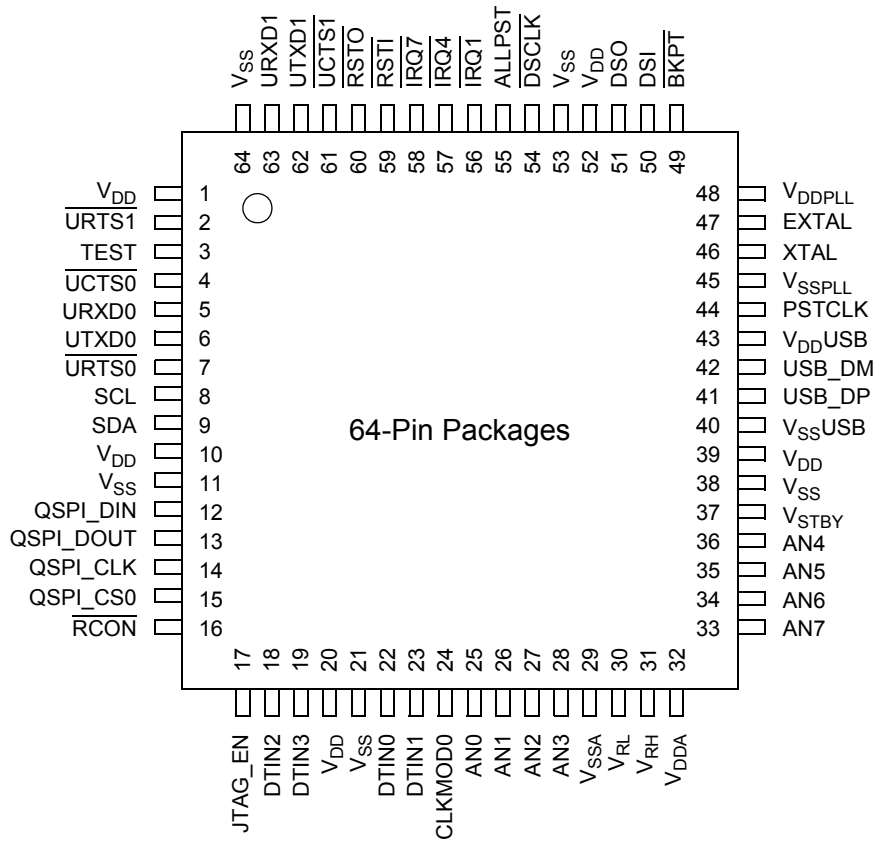 VSS
URXD1
UTXD1
UCTS1
RSTO
RSTI
IRQ7
IRQ4
IRQ1
ALLPST
DSCLK
VSS
VDD
DSO
DSI
BKPT
64
63
62
61
60
59
58
57
56
55
54
53
52
51
50
49
VDD 1
URTS1 2
TEST 3
UCTS0 4
URXD0 5
UTXD0 6
URTS0 7
SCL 8
SDA 9
VDD 10
VSS 11
QSPI_DIN 12
QSPI_DOUT 13
QSPI_CLK 14
QSPI_CS0 15
RCON 16
64-Pin Packages
48 VDDPLL
47 EXTAL
46 XTAL
45 VSSPLL
44 PSTCLK
43 VDDUSB
42 USB_DM
41 USB_DP
40 VSSUSB
39 VDD
38 VSS
37 VSTBY
36 AN4
35 AN5
34 AN6
33 AN7
17
18
19
20
21
22
23
24
25
26
27
28
29
30
31
32
JTAG_EN
DTIN2
DTIN3
VDD
VSS
DTIN0
DTIN1
CLKMOD0
AN0
AN1
AN2
AN3
VSSA
VRL
VRH
VDDA